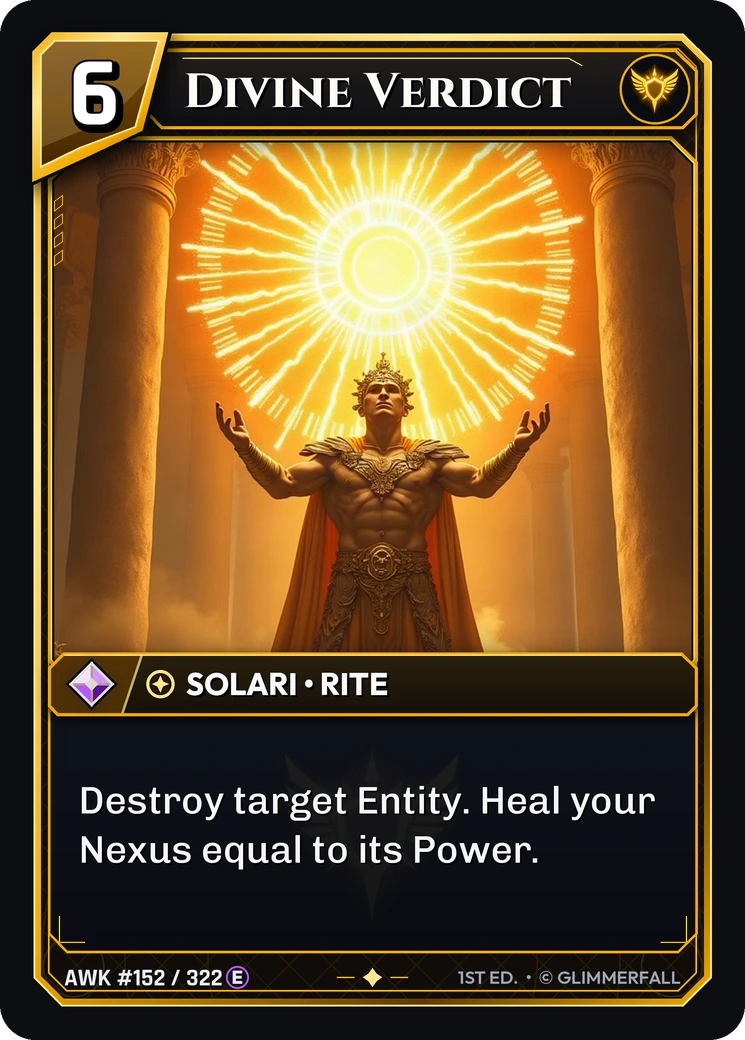 6
DIVINE VERDICT
SOLARI • RITE
Destroy target Entity. Heal your
Nexus equal to its Power.
AWK #152 / 322 E
1ST ED. • © GLIMMERFALL